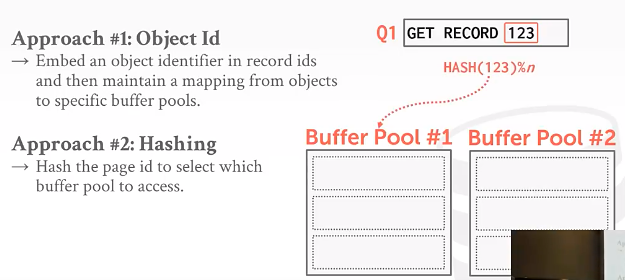 Approach #1: Object Id
→ Embed an object identifier in record ids
and then maintain a mapping from objects
to specific buffer pools.
Approach #2: Hashing
→ Hash the page id to select which
buffer pool to access.
Q1 GET RECORD 123
HASH(123)%n
Buffer Pool #1 Buffer Pool #2